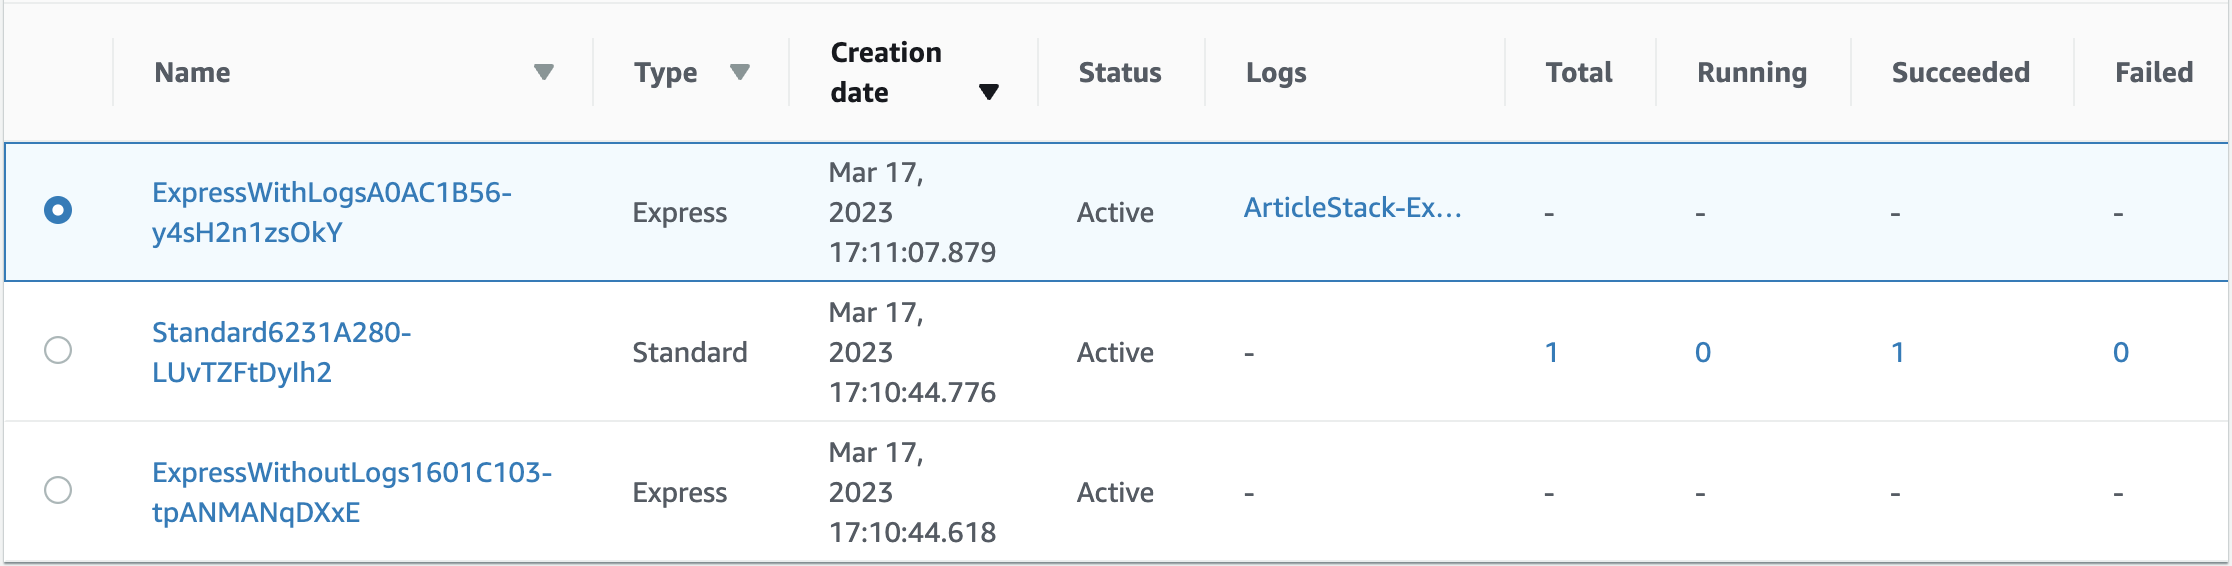 Name Type Creation date Status Logs Total Running Succeeded Failed
ExpressWithLogsA0AC1B56-
y4sH2n1zsOkY
Express
Mar 17,
2023
17:11:07.879
Active
ArticleStack-Ex...
- - - -
Standard6231A280-
LUvTZFtDyIh2
Standard
Mar 17,
2023
17:10:44.776
Active
-
1 0 1 0
ExpressWithoutLogs1601C103-
tpANMANqDXxE
Express
Mar 17,
2023
17:10:44.618
Active
-
- - - -